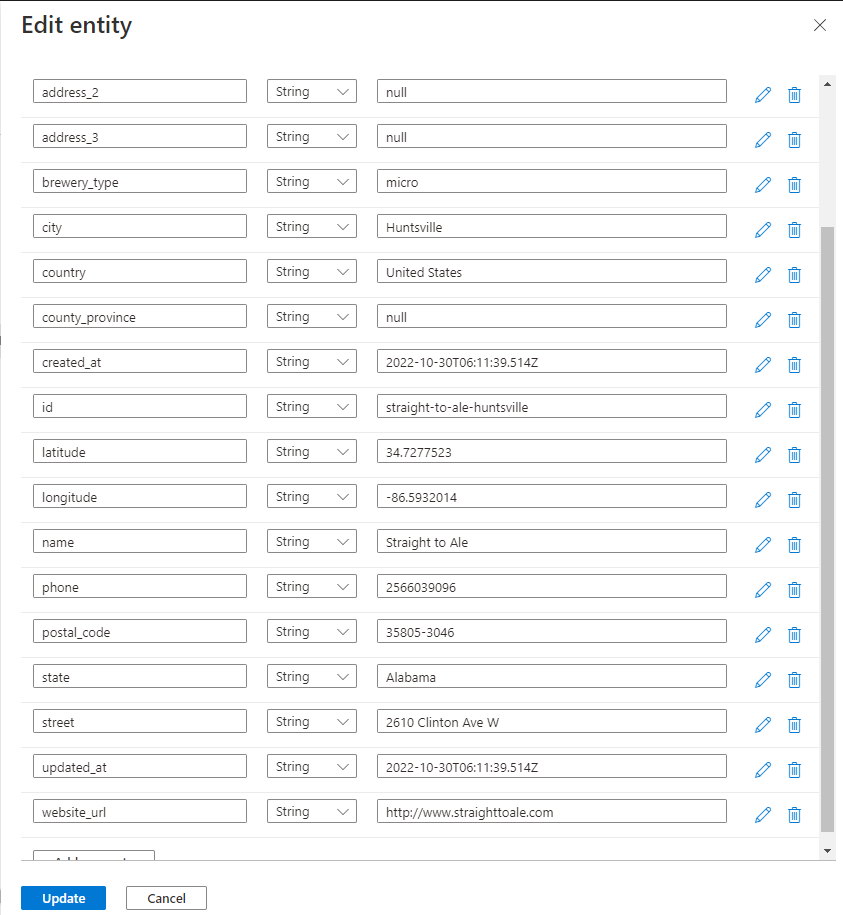 Edit entity
address_2 String null
address_3 String null
brewery_type String micro
city String Huntsville
country String United States
county_province String null
created_at String 2022-10-30T06:11:39.514Z
id String straight-to-ale-huntsville
latitude String 34.7277523
longitude String -86.5932014
name String Straight to Ale
phone String 2566039096
postal_code String 35805-3046
state String Alabama
street String 2610 Clinton Ave W
updated_at String 2022-10-30T06:11:39.514Z
website_url String http://www.straighttoale.com
Update Cancel